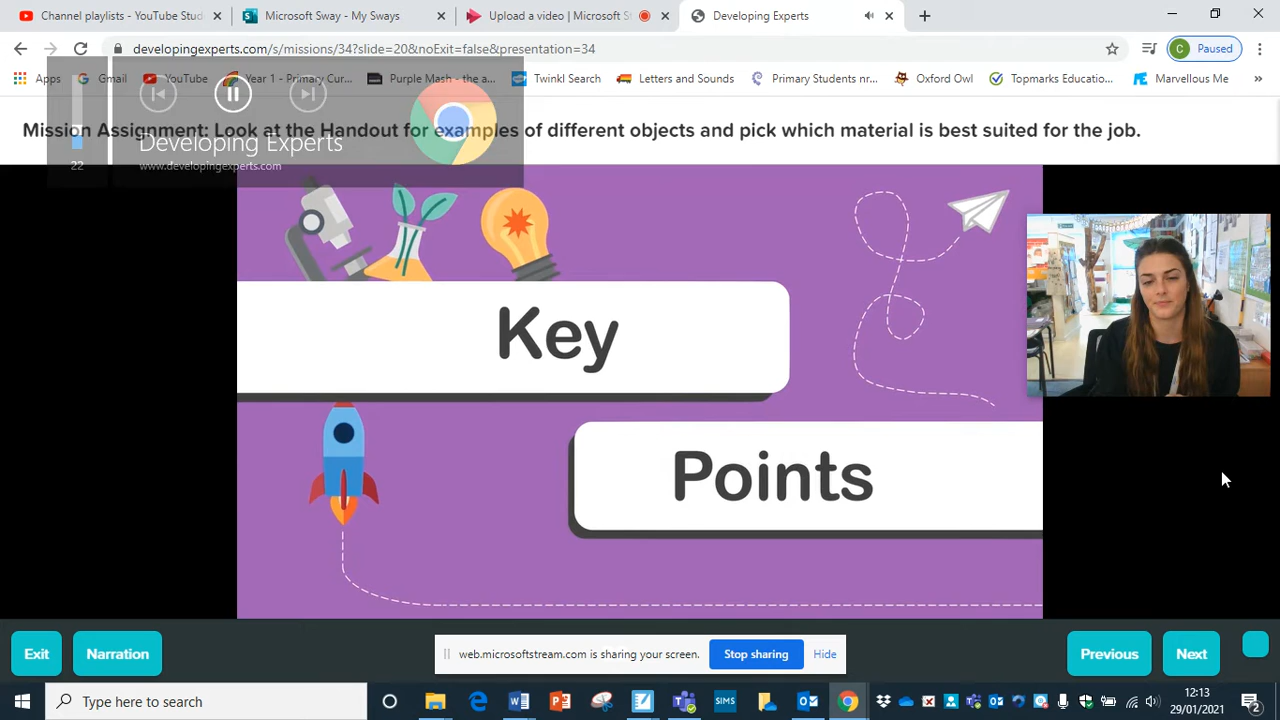 Channel playlists - YouTube Stud
Microsoft Sway - My Sways
Upload a video | Microsoft St
Developing Experts
developingexperts.com/s/missions/34?slide=20&noExit=false&presentation=34
C Paused
Apps
Gmail
YouTube
Year 1 - Primary Cur...
Purple Mash - the a...
Twinkl Search
Letters and Sounds
Primary Students nr...
Oxford Owl
Topmarks Educatio...
Marvellous Me
»
Mission Assignment: Look at the Handout for examples of different objects and pick which material is best suited for the job.
Developing Experts
www.developingexperts.com
22
Key
Points
Exit
Narration
web.microsoftstream.com is sharing your screen.
Stop sharing
Hide
Previous
Next
Type here to search
SIMS
12:13
29/01/2021
2